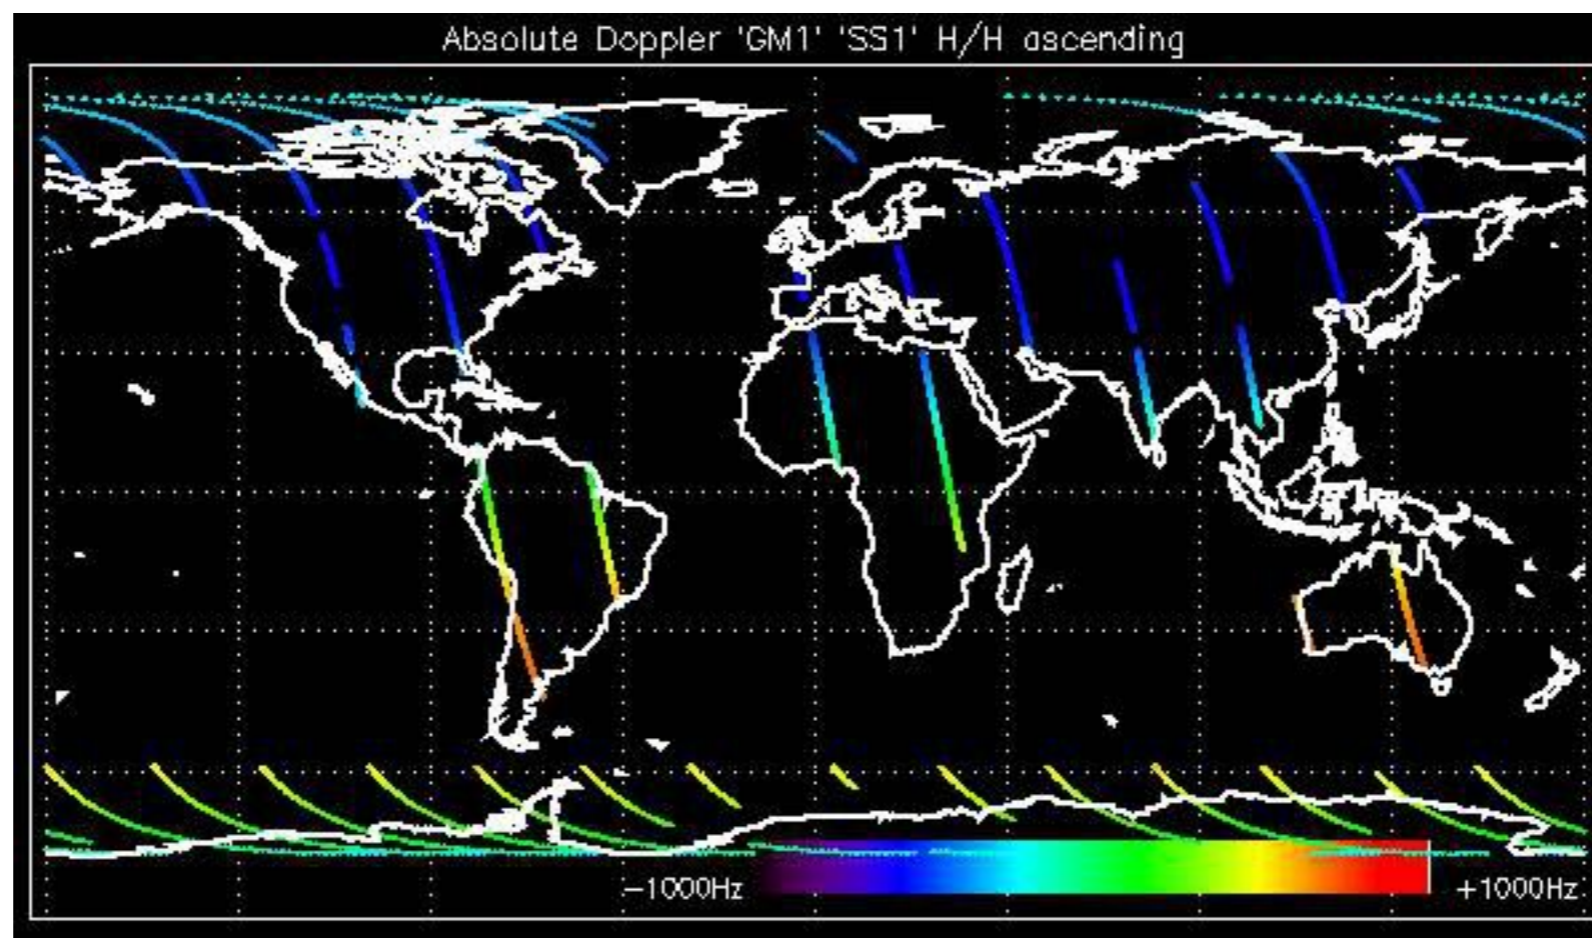 Absolute Doppler 'GM1' 'SS1' H/H ascending
−1000Hz
+1000Hz